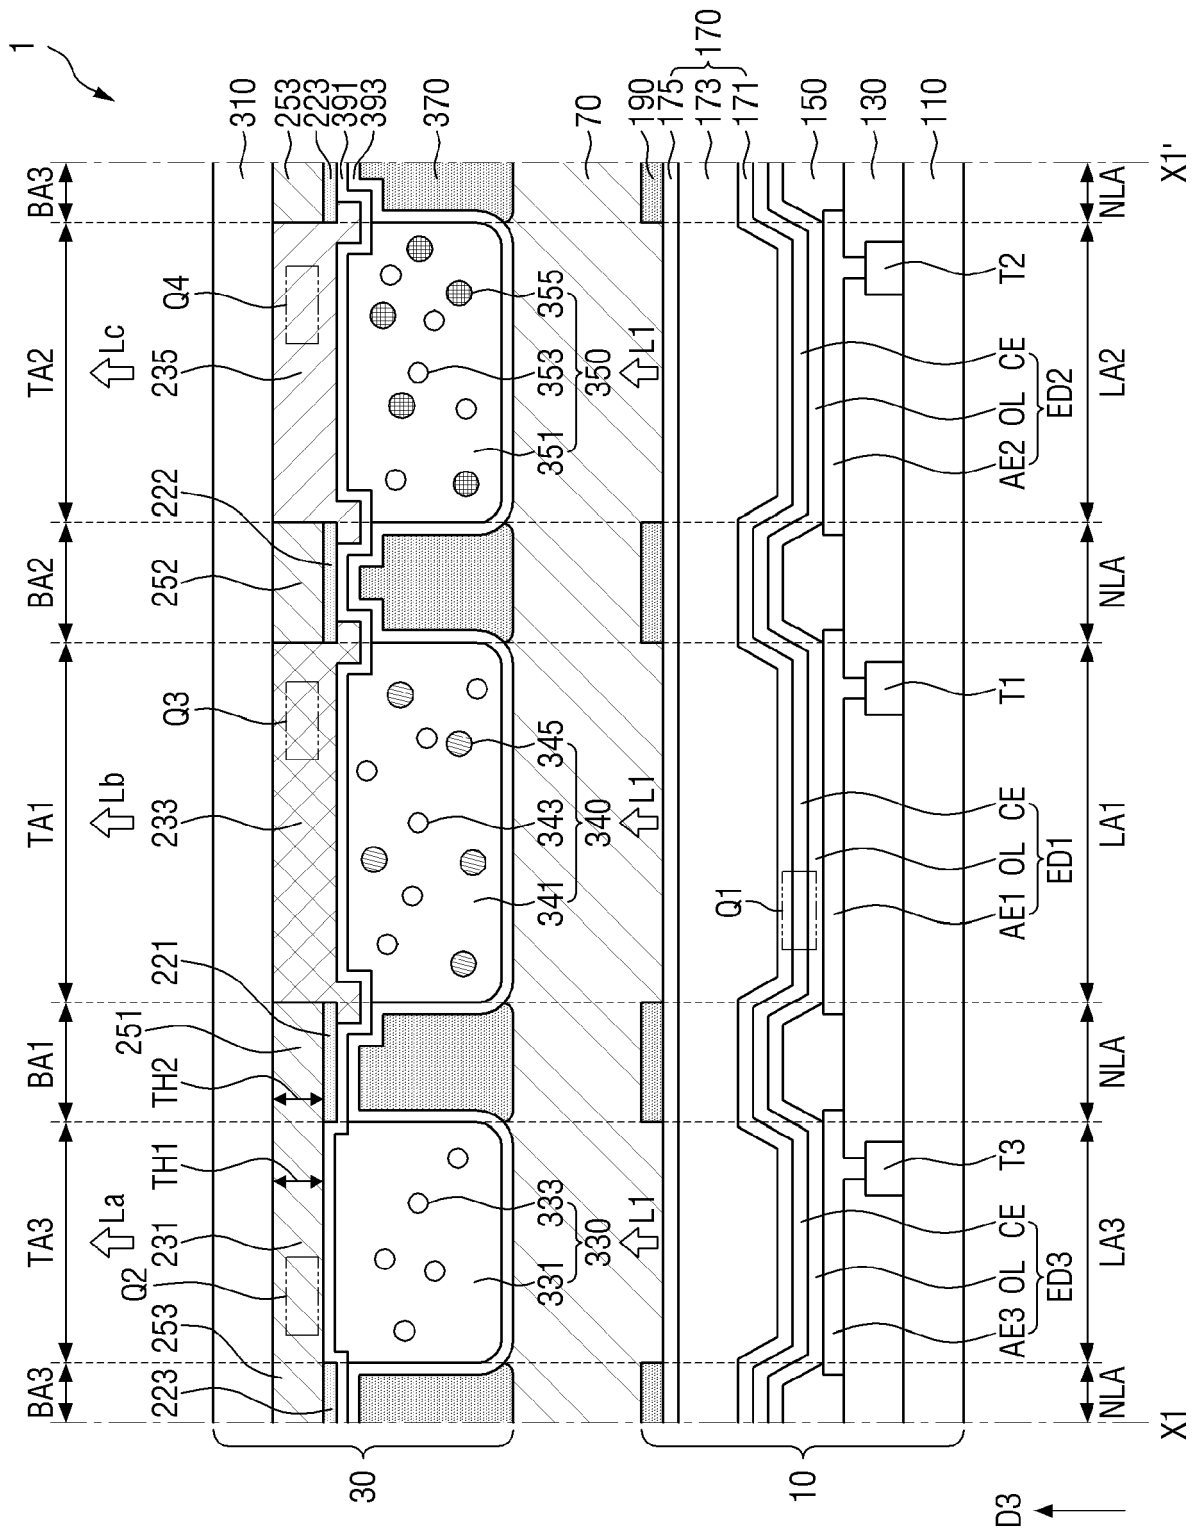 1
BA3 TA3 BA1 TA1 BA2 TA2 BA3
La Lb Lc
223 253 Q2 231 TH1 TH2 251 221 233 Q3 252 222 235 Q4
310
253
223
391
393
370
70
190
175
173
171
170
150
130
110
30
331 333
330
341 343 345
340
351 353 355
350
L1 L1 L1
10
Q1
AE3 OL CE T3
ED3
AE1 OL CE T1
ED1
AE2 OL CE T2
ED2
NLA LA3 NLA LA1 NLA LA2 NLA
X1 X1'
D3